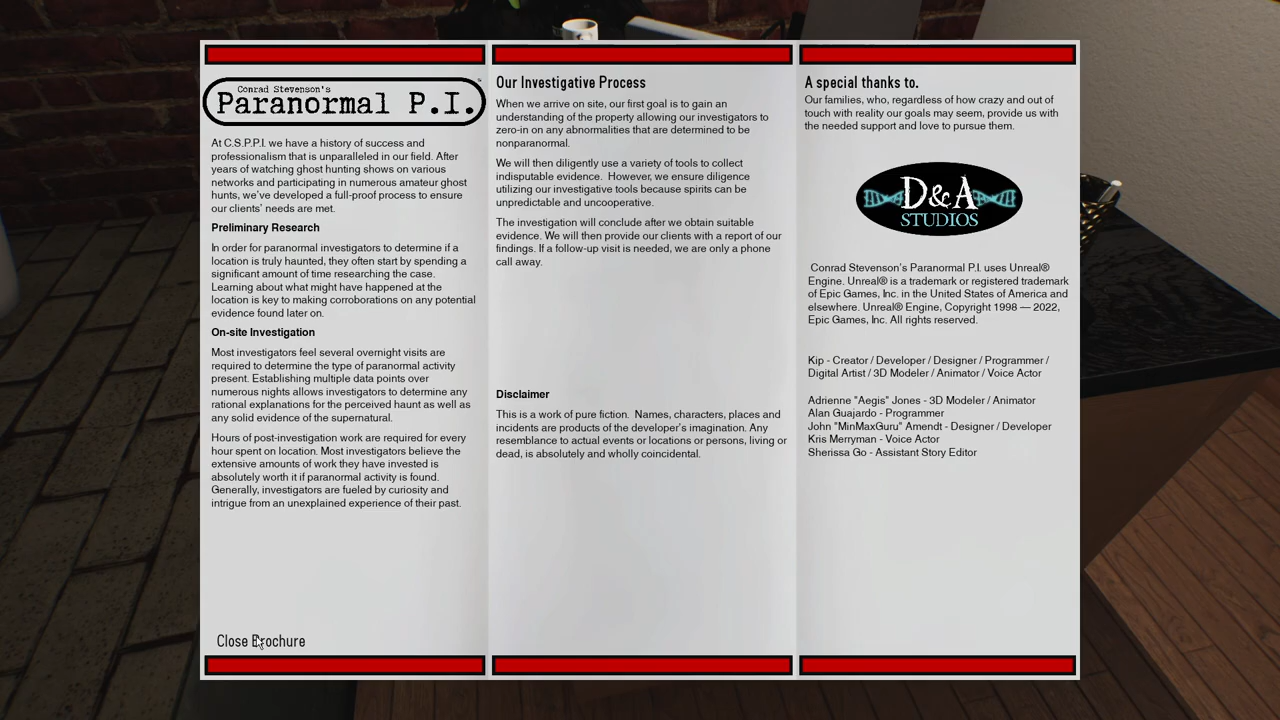 Conrad Stevenson's
Paranormal P.I.
At C.S.P.P.I. we have a history of success and
professionalism that is unparalleled in our field. After
years of watching ghost hunting shows on various
networks and participating in numerous amateur ghost
hunts, we've developed a full-proof process to ensure
our clients' needs are met.
Preliminary Research
In order for paranormal investigators to determine if a
location is truly haunted, they often start by spending a
significant amount of time researching the case.
Learning about what might have happened at the
location is key to making corroborations on any potential
evidence found later on.
On-site Investigation
Most investigators feel several overnight visits are
required to determine the type of paranormal activity
present. Establishing multiple data points over
numerous nights allows investigators to determine any
rational explanations for the perceived haunt as well as
any solid evidence of the supernatural.
Hours of post-investigation work are required for every
hour spent on location. Most investigators believe the
extensive amounts of work they have invested is
absolutely worth it if paranormal activity is found.
Generally, investigators are fueled by curiosity and
intrigue from an unexplained experience of their past.
Close Brochure
Our Investigative Process
When we arrive on site, our first goal is to gain an
understanding of the property allowing our investigators to
zero-in on any abnormalities that are determined to be
nonparanormal.
We will then diligently use a variety of tools to collect
indisputable evidence. However, we ensure diligence
utilizing our investigative tools because spirits can be
unpredictable and uncooperative.
The investigation will conclude after we obtain suitable
evidence. We will then provide our clients with a report of our
findings. If a follow-up visit is needed, we are only a phone
call away.
Disclaimer
This is a work of pure fiction. Names, characters, places and
incidents are products of the developer's imagination. Any
resemblance to actual events or locations or persons, living or
dead, is absolutely and wholly coincidental.
A special thanks to.
Our families, who, regardless of how crazy and out of
touch with reality our goals may seem, provide us with
the needed support and love to pursue them.
D&A
STUDIOS
Conrad Stevenson's Paranormal P.I. uses Unreal®
Engine. Unreal® is a trademark or registered trademark
of Epic Games, Inc. in the United States of America and
elsewhere. Unreal® Engine, Copyright 1998 — 2022,
Epic Games, Inc. All rights reserved.
Kip - Creator / Developer / Designer / Programmer /
Digital Artist / 3D Modeler / Animator / Voice Actor
Adrienne "Aegis" Jones - 3D Modeler / Animator
Alan Guajardo - Programmer
John "MinMaxGuru" Amendt - Designer / Developer
Kris Merryman - Voice Actor
Sherissa Go - Assistant Story Editor